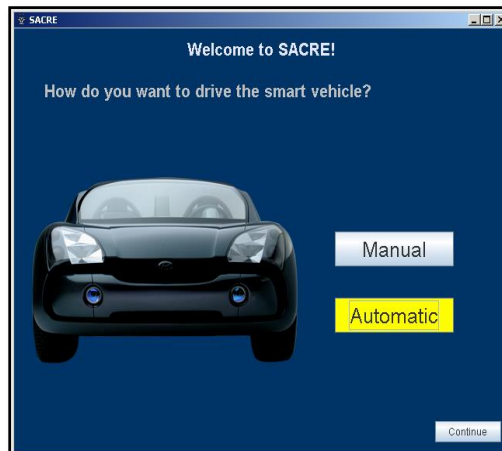 SACRE
Welcome to SACRE!
How do you want to drive the smart vehicle?
Manual
Automatic
Continue